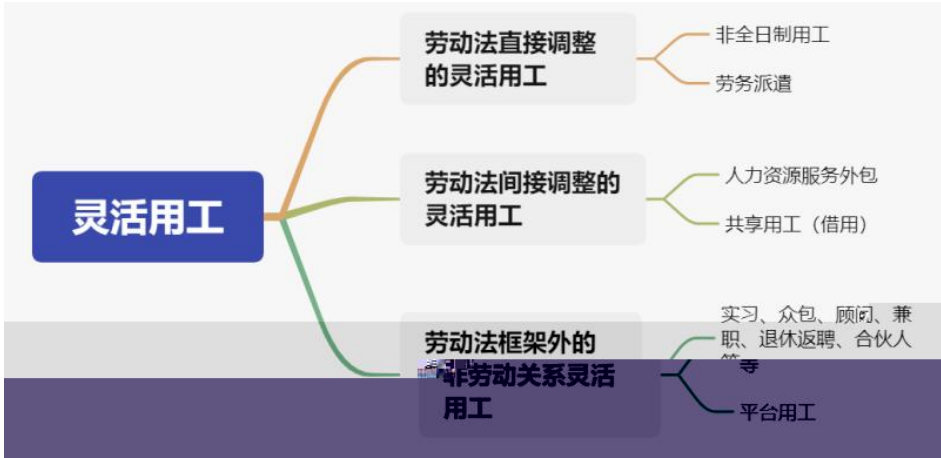 灵活用工
劳动法直接调整
的灵活用工
非全日制用工
劳务派遣
劳动法间接调整的
灵活用工
人力资源服务外包
共享用工（借用）
劳动法框架外的
非劳动关系灵活
用工
实习、众包、顾问、兼
职、退休返聘、合伙人
等
平台用工